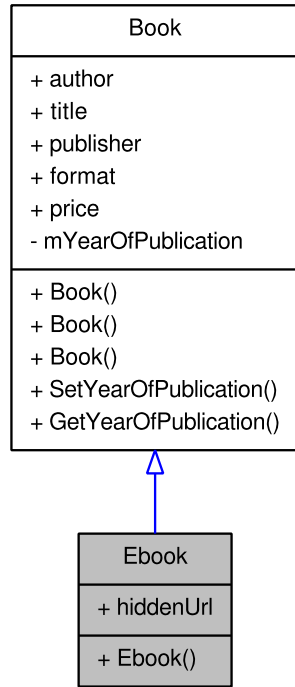 Book
+ author
+ title
+ publisher
+ format
+ price
- mYearOfPublication
+ Book()
+ Book()
+ Book()
+ SetYearOfPublication()
+ GetYearOfPublication()
Ebook
+ hiddenUrl
+ Ebook()